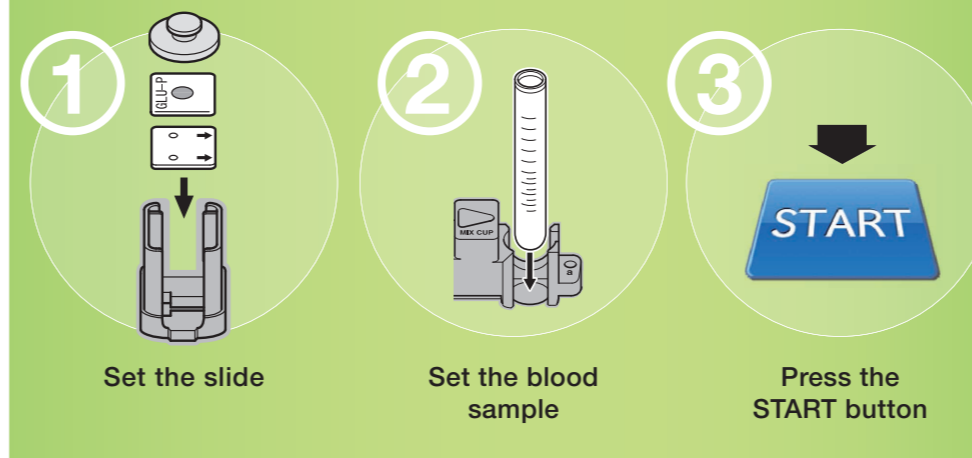 1
GLU-P
Set the slide
2
MIX CUP
a
Set the blood
sample
3
START
Press the
START button